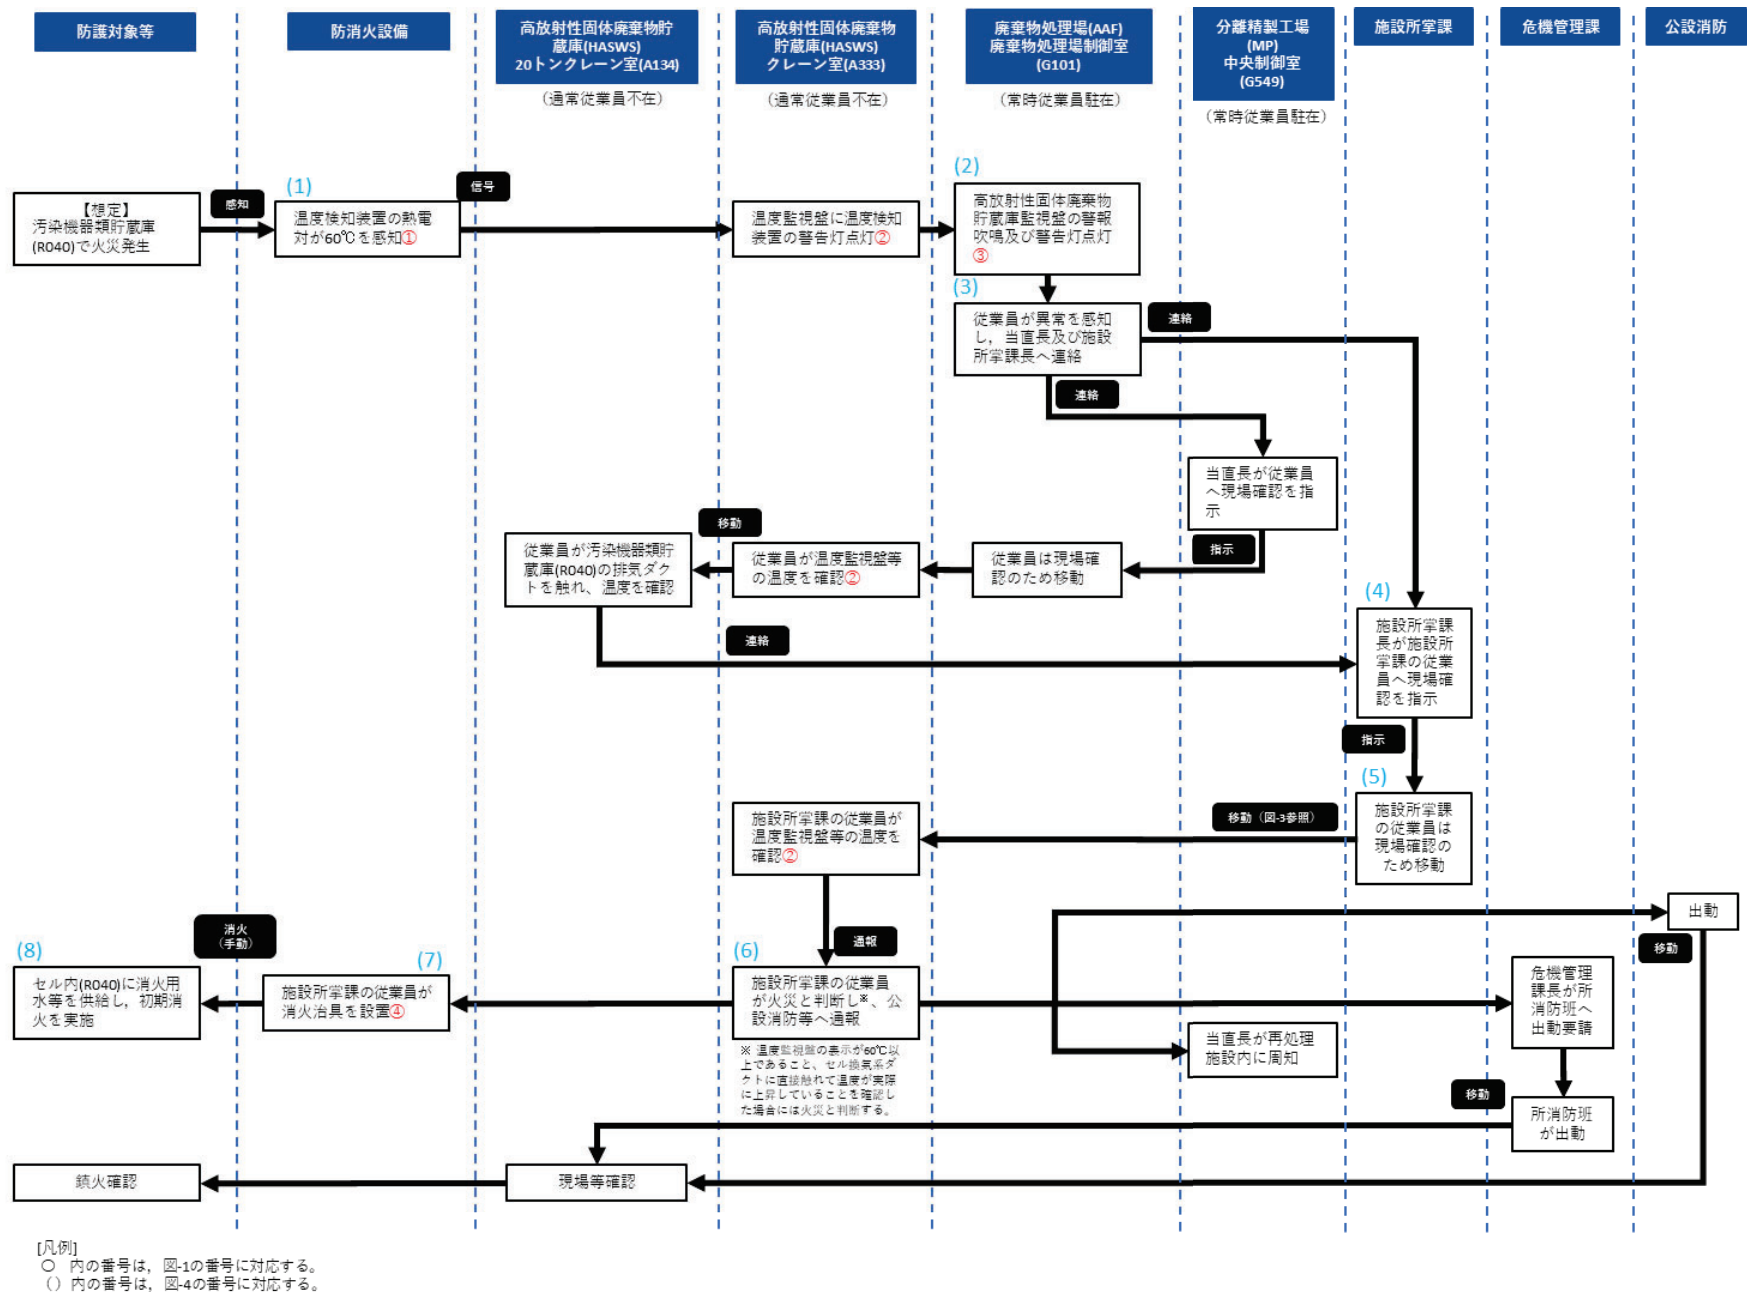 防護対象等
防消火設備
高放射性固体廃棄物貯
蔵庫(HASWS)
20トンクレーン室(A134)
（通常従業員不在）
高放射性固体廃棄物
貯蔵庫(HASWS)
クレーン室(A333)
（通常従業員不在）
廃棄物処理場(AAF)
廃棄物処理場制御室
(G101)
（常時従業員駐在）
分離精製工場
(MP)
中央制御室
(G549)
（常時従業員駐在）
施設所掌課
危機管理課
公設消防
【想定】
汚染機器類貯蔵庫
(R040)で火災発生
感知
(1)
温度検知装置の熱電
対が60℃を感知①
信号
温度監視盤に温度検知
装置の警告灯点灯②
(2)
高放射性固体廃棄物
貯蔵庫監視盤の警報
吹鳴及び警告灯点灯
③
(3)
従業員が異常を感知
し，当直長及び施設
所掌課長へ連絡
連絡
連絡
当直長が従業員
へ現場確認を指
示
指示
従業員は現場確
認のため移動
従業員が温度監視盤等
の温度を確認②
移動
従業員が汚染機器類貯
蔵庫(R040)の排気ダク
トを触れ、温度を確認
連絡
(4)
施設所掌課
長が施設所
掌課の従業
員へ現場確
認を指示
指示
(5)
施設所掌課
の従業員は
現場確認の
ため移動
移動（図-3参照）
施設所掌課の従業員が
温度監視盤等の温度を
確認②
通報
(6)
施設所掌課の従業員
が火災と判断し※、公
設消防等へ通報
※ 温度監視盤の表示が60℃以
上であること、セル換気系ダ
クトに直接触れて温度が実際
に上昇していることを確認し
た場合には火災と判断する。
(7)
施設所掌課の従業員が
消火治具を設置④
消火
（手動）
(8)
セル内(R040)に消火用
水等を供給し，初期消
火を実施
出動
移動
危機管理
課長が所
消防班へ
出動要請
当直長が再処理
施設内に周知
移動
所消防班
が出動
現場等確認
鎮火確認
[凡例]
〇　内の番号は，図-1の番号に対応する。
（）内の番号は，図-4の番号に対応する。